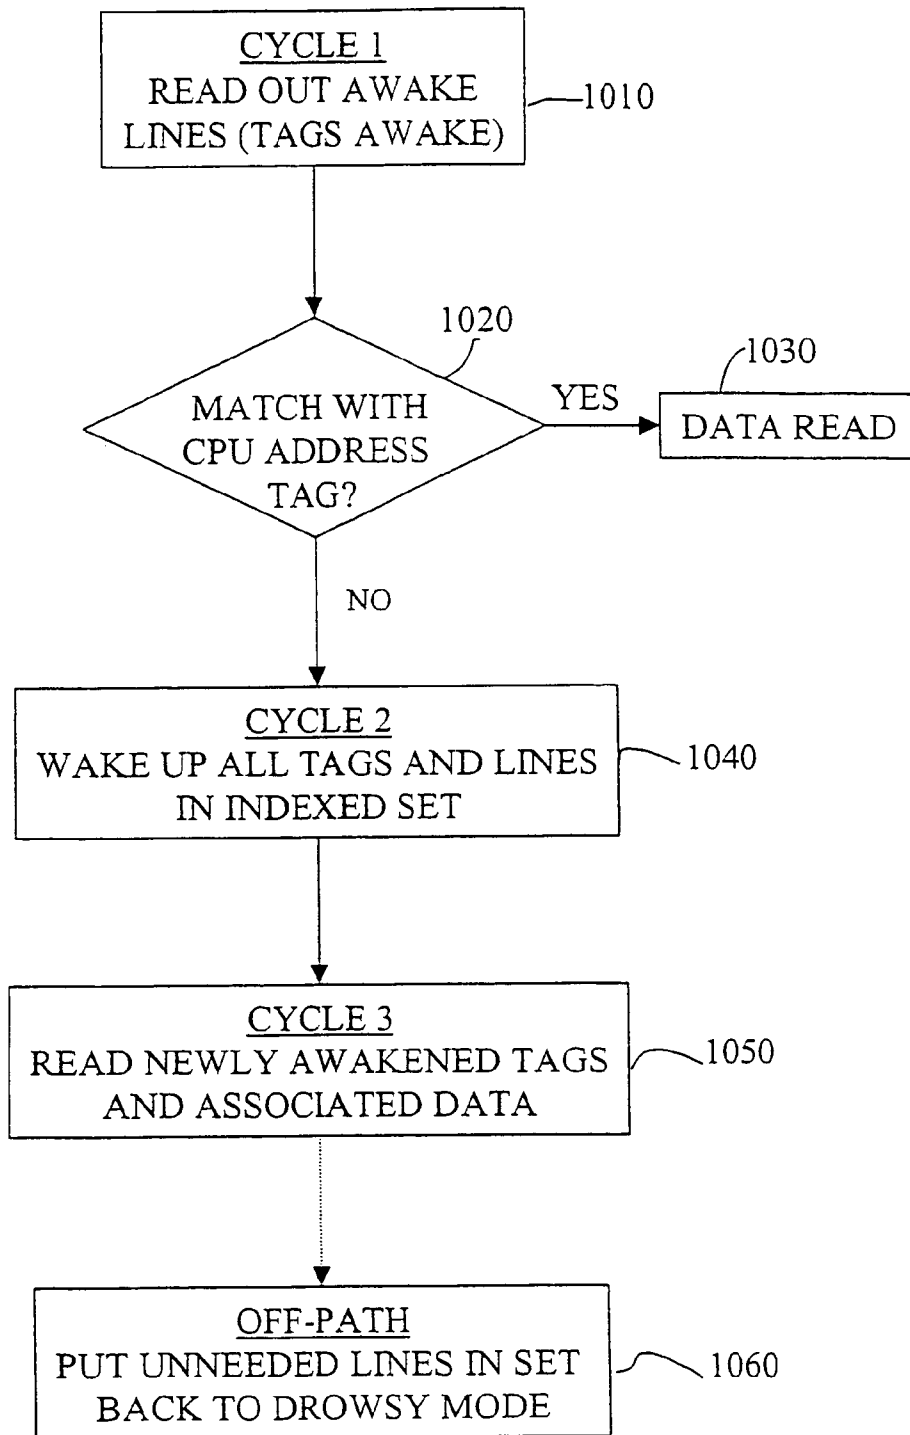 CYCLE 1
READ OUT AWAKE
LINES (TAGS AWAKE)
1010
1020
MATCH WITH
CPU ADDRESS
TAG?
YES
1030
DATA READ
NO
CYCLE 2
WAKE UP ALL TAGS AND LINES
IN INDEXED SET
1040
CYCLE 3
READ NEWLY AWAKENED TAGS
AND ASSOCIATED DATA
1050
OFF-PATH
PUT UNNEEDED LINES IN SET
BACK TO DROWSY MODE
1060